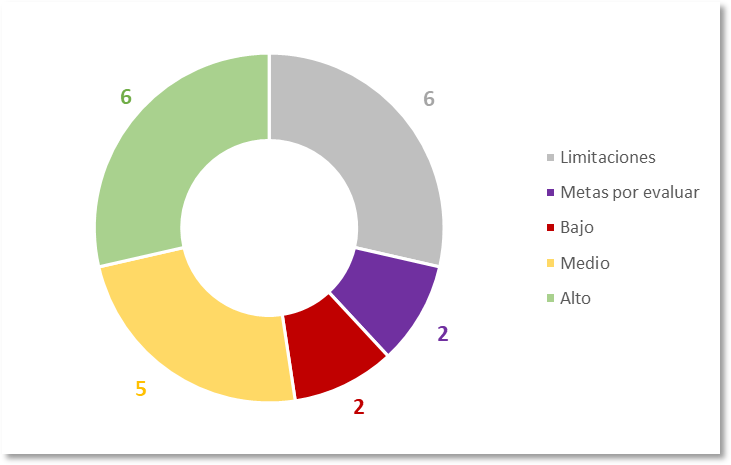 6
6
2
2
5
Limitaciones
Metas por evaluar
Bajo
Medio
Alto